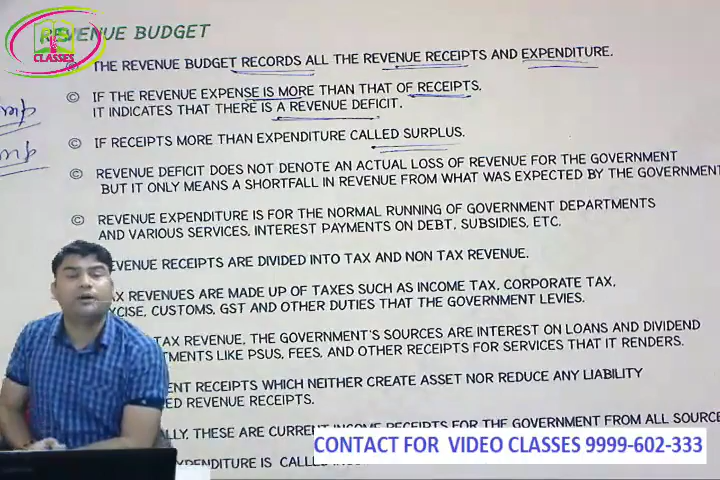 CLASSES
REVENUE BUDGET
THE REVENUE BUDGET RECORDS ALL THE REVENUE RECEIPTS AND EXPENDITURE.
© IF THE REVENUE EXPENSE IS MORE THAN THAT OF RECEIPTS.
IT INDICATES THAT THERE IS A REVENUE DEFICIT.
© IF RECEIPTS MORE THAN EXPENDITURE CALLED SURPLUS.
© REVENUE DEFICIT DOES NOT DENOTE AN ACTUAL LOSS OF REVENUE FOR THE GOVERNMENT
BUT IT ONLY MEANS A SHORTFALL IN REVENUE FROM WHAT WAS EXPECTED BY THE GOVERNMENT
© REVENUE EXPENDITURE IS FOR THE NORMAL RUNNING OF GOVERNMENT DEPARTMENTS
AND VARIOUS SERVICES, INTEREST PAYMENTS ON DEBT, SUBSIDIES, ETC.
EVENUE RECEIPTS ARE DIVIDED INTO TAX AND NON TAX REVENUE.
AX REVENUES ARE MADE UP OF TAXES SUCH AS INCOME TAX, CORPORATE TAX,
CISE, CUSTOMS, GST AND OTHER DUTIES THAT THE GOVERNMENT LEVIES.
TAX REVENUE, THE GOVERNMENT'S SOURCES ARE INTEREST ON LOANS AND DIVIDEND
TMENTS LIKE PSUS, FEES, AND OTHER RECEIPTS FOR SERVICES THAT IT RENDERS.
ENT RECEIPTS WHICH NEITHER CREATE ASSET NOR REDUCE ANY LIABILITY
ED REVENUE RECEIPTS.
LLY, THESE ARE CURRENT INCOME RECEIPTS FOR THE GOVERNMENT FROM ALL SOURCE
CONTACT FOR VIDEO CLASSES 9999-602-333
XPENDITURE IS CALLED